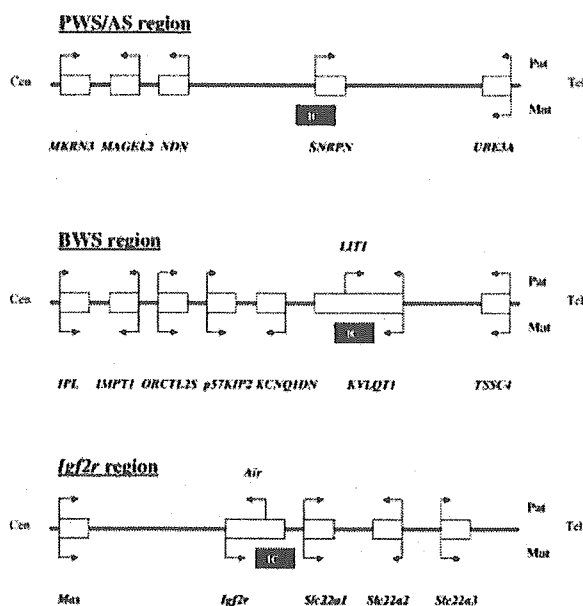 PWS/AS region
Pat
Cen Tel
Mat
IC
MKRN3 MAGEL2 NDN SNRPN UBE3A
BWS region
LIT1
Pat
Cen Tel
Mat
IC
IPL IMPT1 ORCTL2S p57KIP2 KCNQ1DN KVLQT1 TSSC4
Igf2r region
Air
Pat
Cen Tel
Mat
IC
Mas Igf2r Slc22a1 Slc22a2 Slc22a3